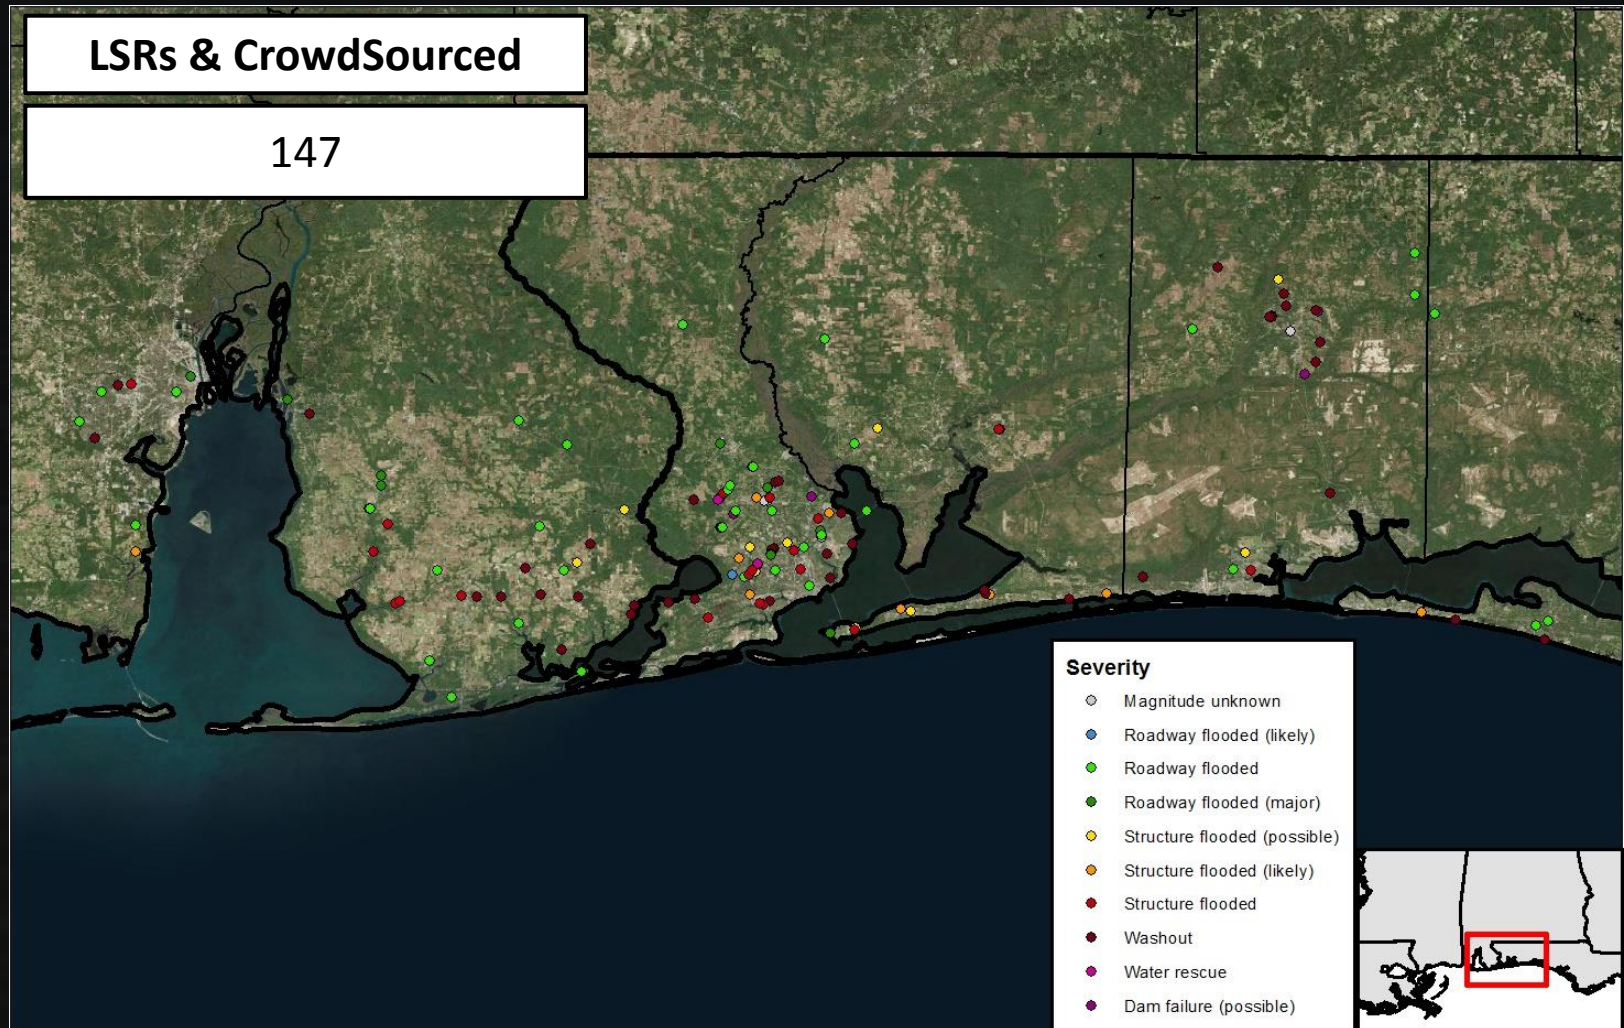 LSRs & CrowdSourced
147
Severity
Magnitude unknown
Roadway flooded (likely)
Roadway flooded
Roadway flooded (major)
Structure flooded (possible)
Structure flooded (likely)
Structure flooded
Washout
Water rescue
Dam failure (possible)